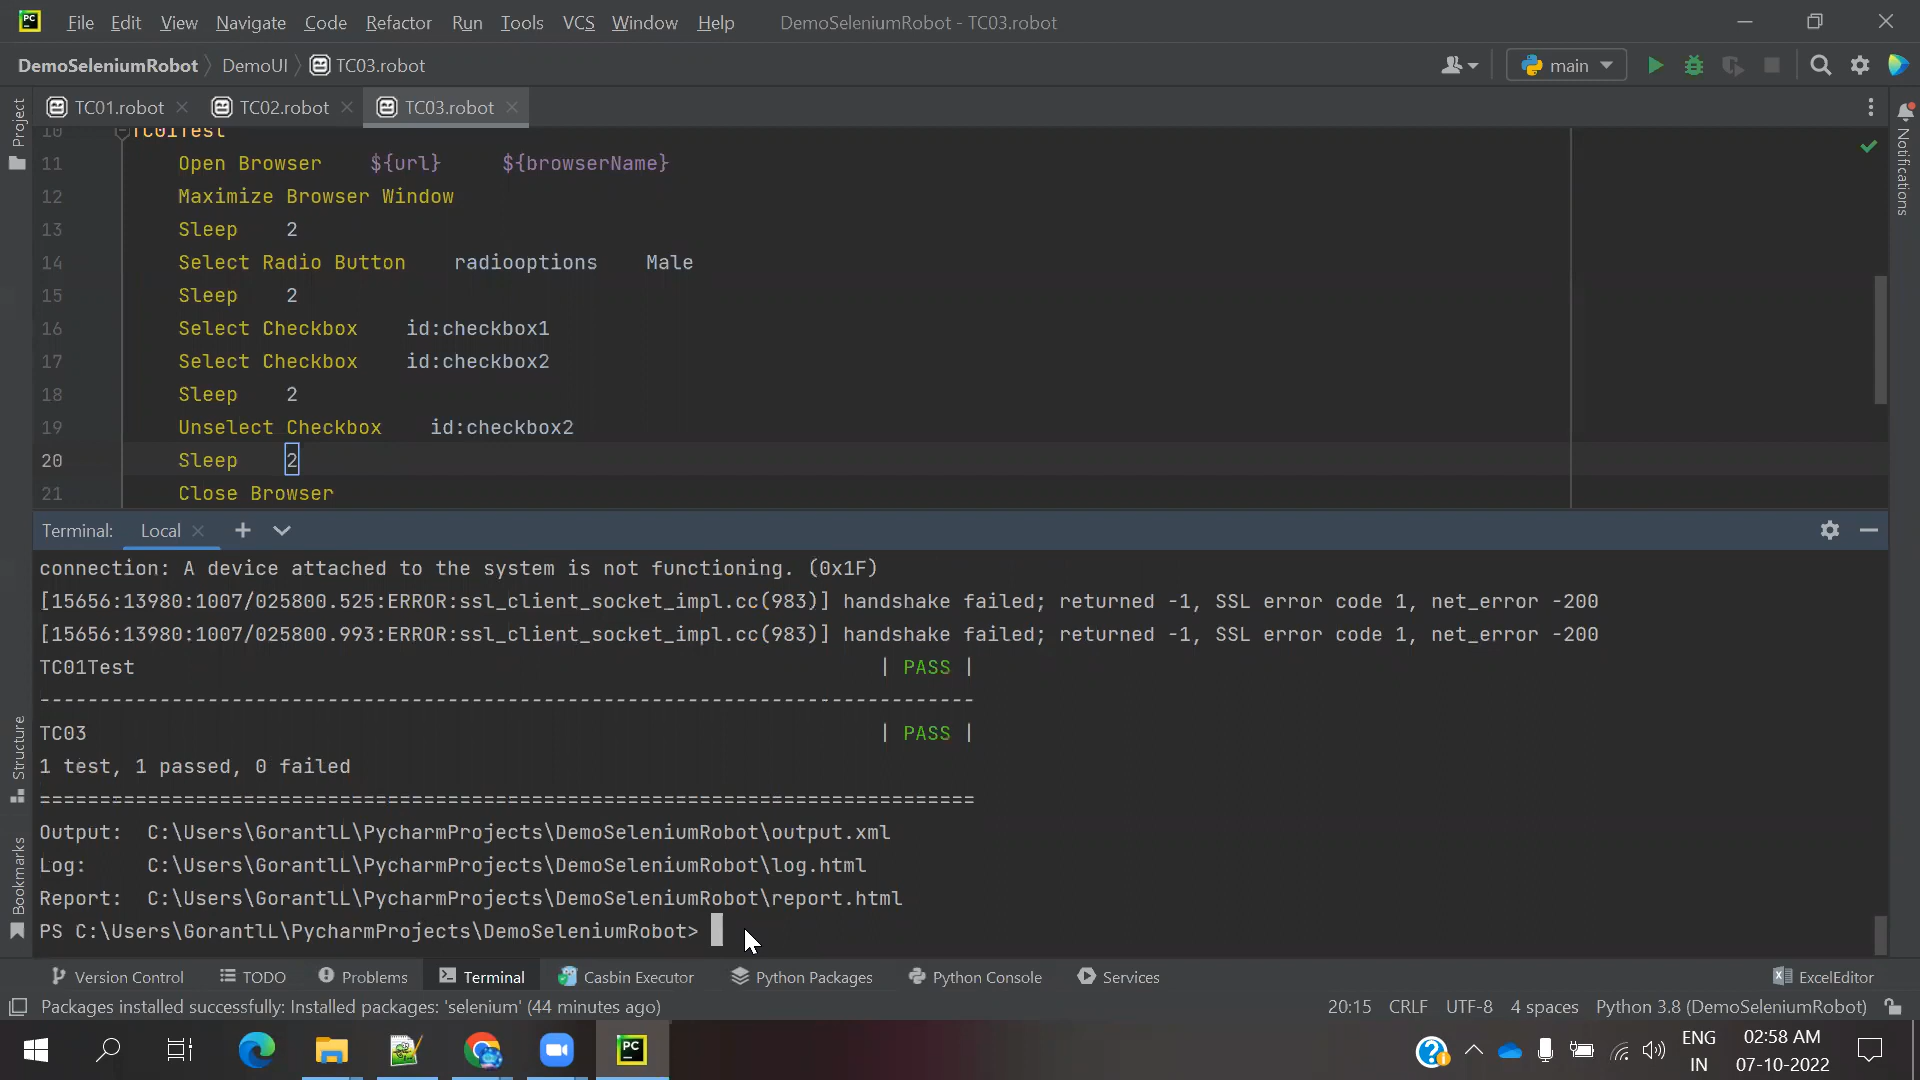 PC File Edit View Navigate Code Refactor Run Tools VCS Window Help DemoSeleniumRobot - TC03.robot
DemoSeleniumRobot DemoUI TC03.robot main
TC01.robot TC02.robot TC03.robot
Project
Notifications
10 TC01Test
11 Open Browser ${url} ${browserName}
12 Maximize Browser Window
13 Sleep 2
14 Select Radio Button radiooptions Male
15 Sleep 2
16 Select Checkbox id:checkbox1
17 Select Checkbox id:checkbox2
18 Sleep 2
19 Unselect Checkbox id:checkbox2
20 Sleep 2
21 Close Browser
Terminal: Local
connection: A device attached to the system is not functioning. (0x1F)
[15656:13980:1007/025800.525:ERROR:ssl_client_socket_impl.cc(983)] handshake failed; returned -1, SSL error code 1, net_error -200
[15656:13980:1007/025800.993:ERROR:ssl_client_socket_impl.cc(983)] handshake failed; returned -1, SSL error code 1, net_error -200
TC01Test | PASS |
------------------------------------------------------------------------------
TC03 | PASS |
1 test, 1 passed, 0 failed
==============================================================================
Output: C:\Users\GorantlL\PycharmProjects\DemoSeleniumRobot\output.xml
Log: C:\Users\GorantlL\PycharmProjects\DemoSeleniumRobot\log.html
Report: C:\Users\GorantlL\PycharmProjects\DemoSeleniumRobot\report.html
PS C:\Users\GorantlL\PycharmProjects\DemoSeleniumRobot>
Structure
Bookmarks
Version Control TODO Problems Terminal Casbin Executor Python Packages Python Console Services ExcelEditor
Packages installed successfully: Installed packages: 'selenium' (44 minutes ago) 20:15 CRLF UTF-8 4 spaces Python 3.8 (DemoSeleniumRobot)
PC ENG 02:58 AM
IN 07-10-2022